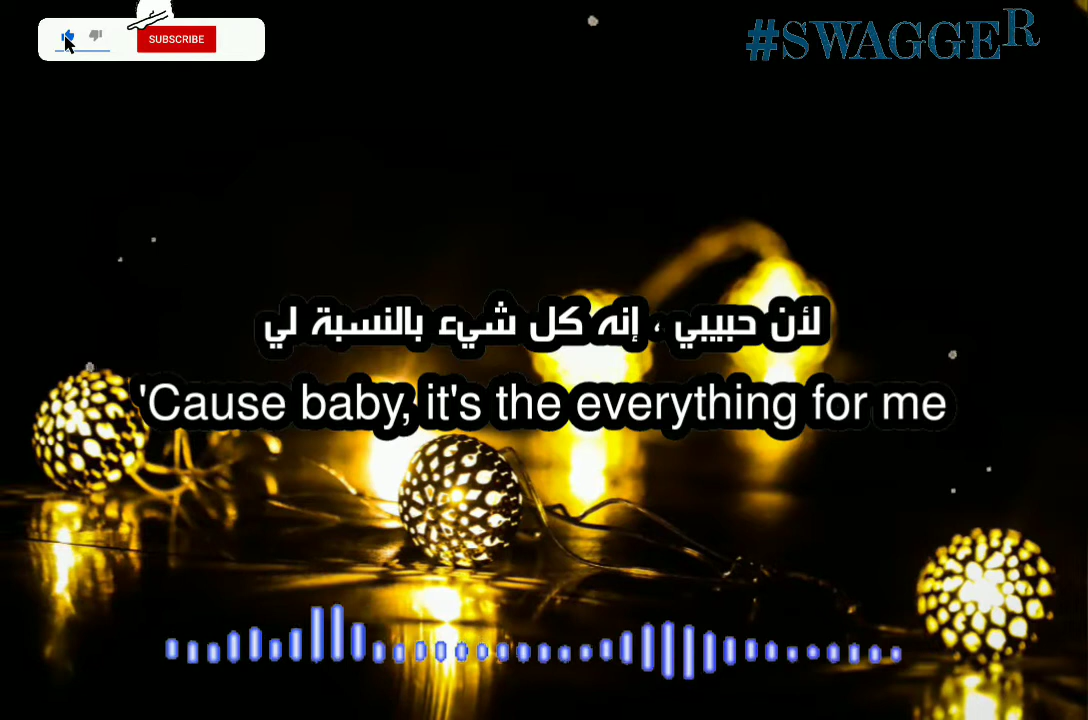 SUBSCRIBE
#SWAGGER
لأن حبيبي ، إنه كل شيء بالنسبة لي
'Cause baby, it's the everything for me